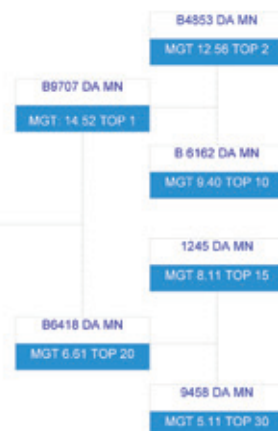 B4853 DA MN
MGT 12.56 TOP 2
B9707 DA MN
MGT: 14.52 TOP 1
B 6162 DA MN
MGT 9.40 TOP 10
1245 DA MN
MGT 8.11 TOP 15
B6418 DA MN
MGT 6.61 TOP 20
9458 DA MN
MGT 5.11 TOP 30